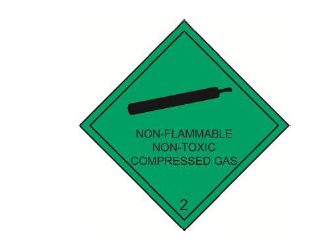 NON-FLAMMABLE
NON-TOXIC
COMPRESSED GAS
2